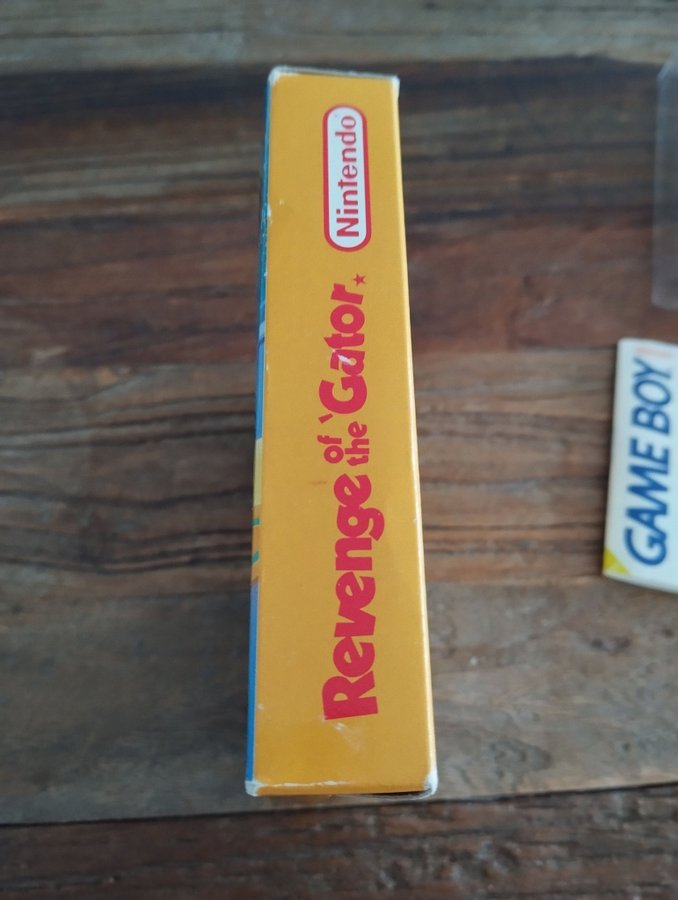 Revenge of the 'Gator.
Nintendo
GAME BOY